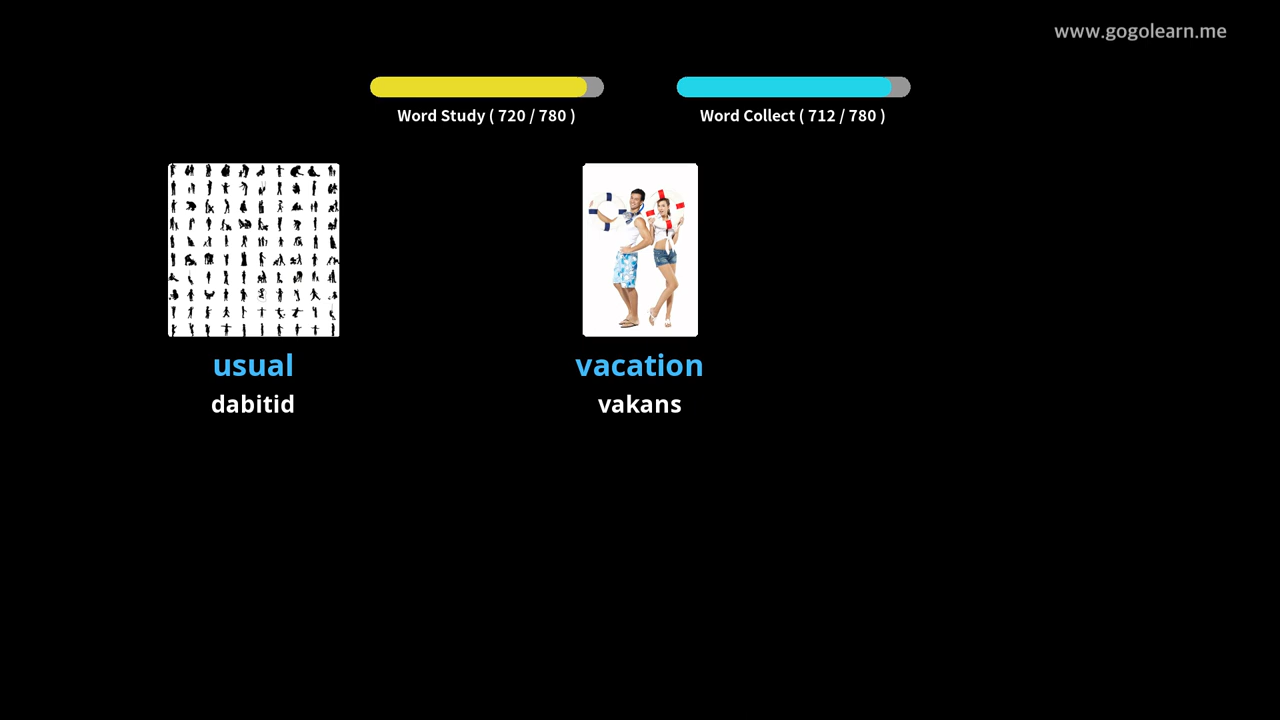 www.gogolearn.me
Word Study ( 720 / 780 )
Word Collect ( 712 / 780 )
usual
dabitid
vacation
vakans